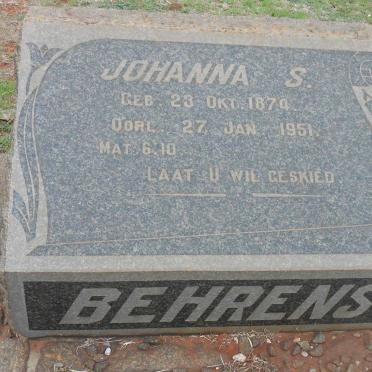 JOHANNA S.
GEB. 23 OKT. 1874.
OORL. 27 JAN. 1951.
MAT. 6:10
LAAT U WIL GESKIED
BEHRENS